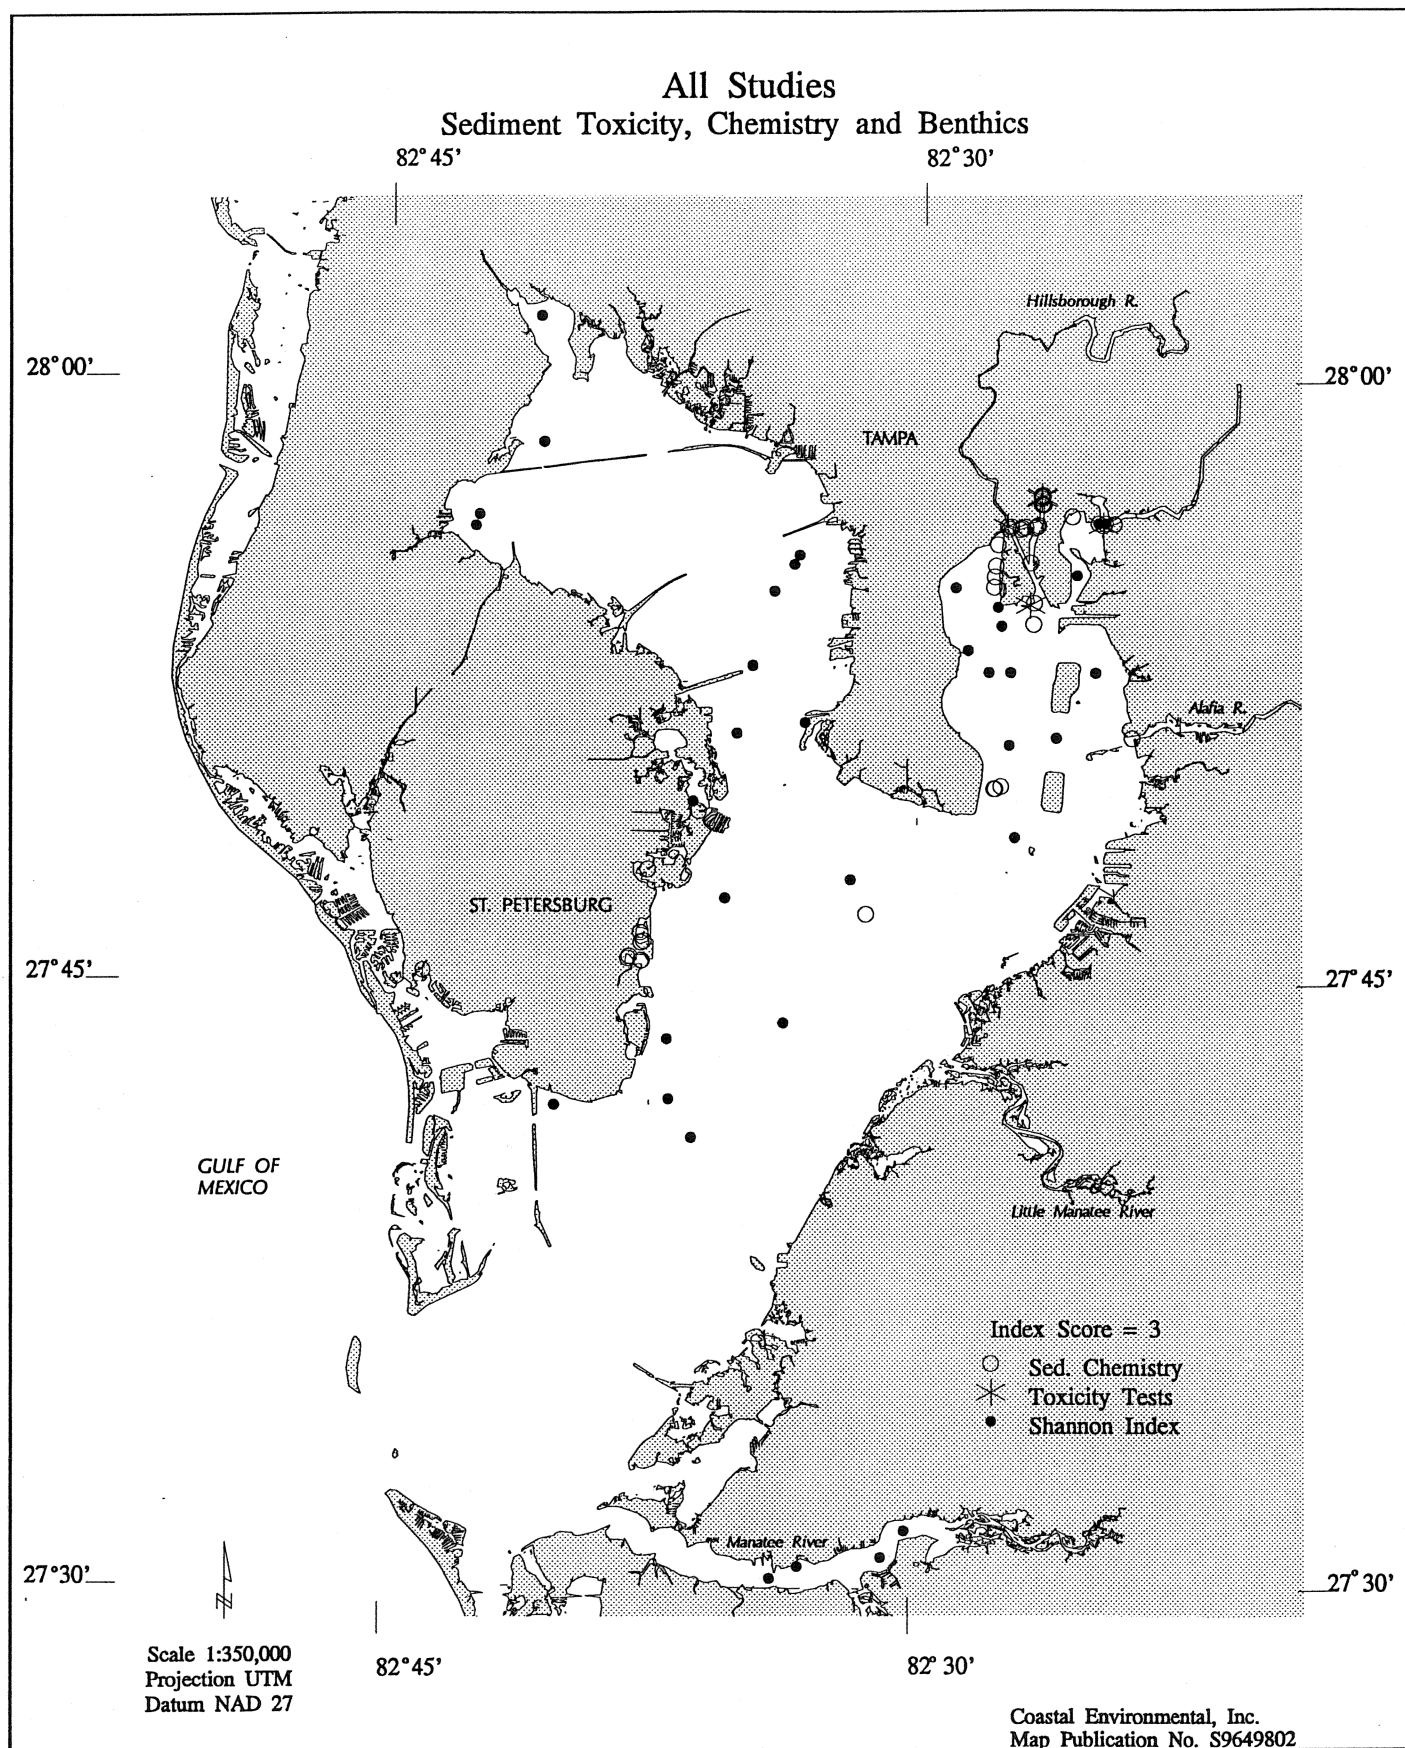 All Studies
Sediment Toxicity, Chemistry and Benthics
82°45'
82°30'
Hillsborough R.
28°00'
28°00'
TAMPA
Alafia R.
ST. PETERSBURG
27°45'
27°45'
GULF OF
MEXICO
Little Manatee River
Index Score = 3
Sed. Chemistry
Toxicity Tests
Shannon Index
Manatee River
27°30'
27°30'
N
Scale 1:350,000
Projection UTM
Datum NAD 27
82°45'
82°30'
Coastal Environmental, Inc.
Map Publication No. S9649802